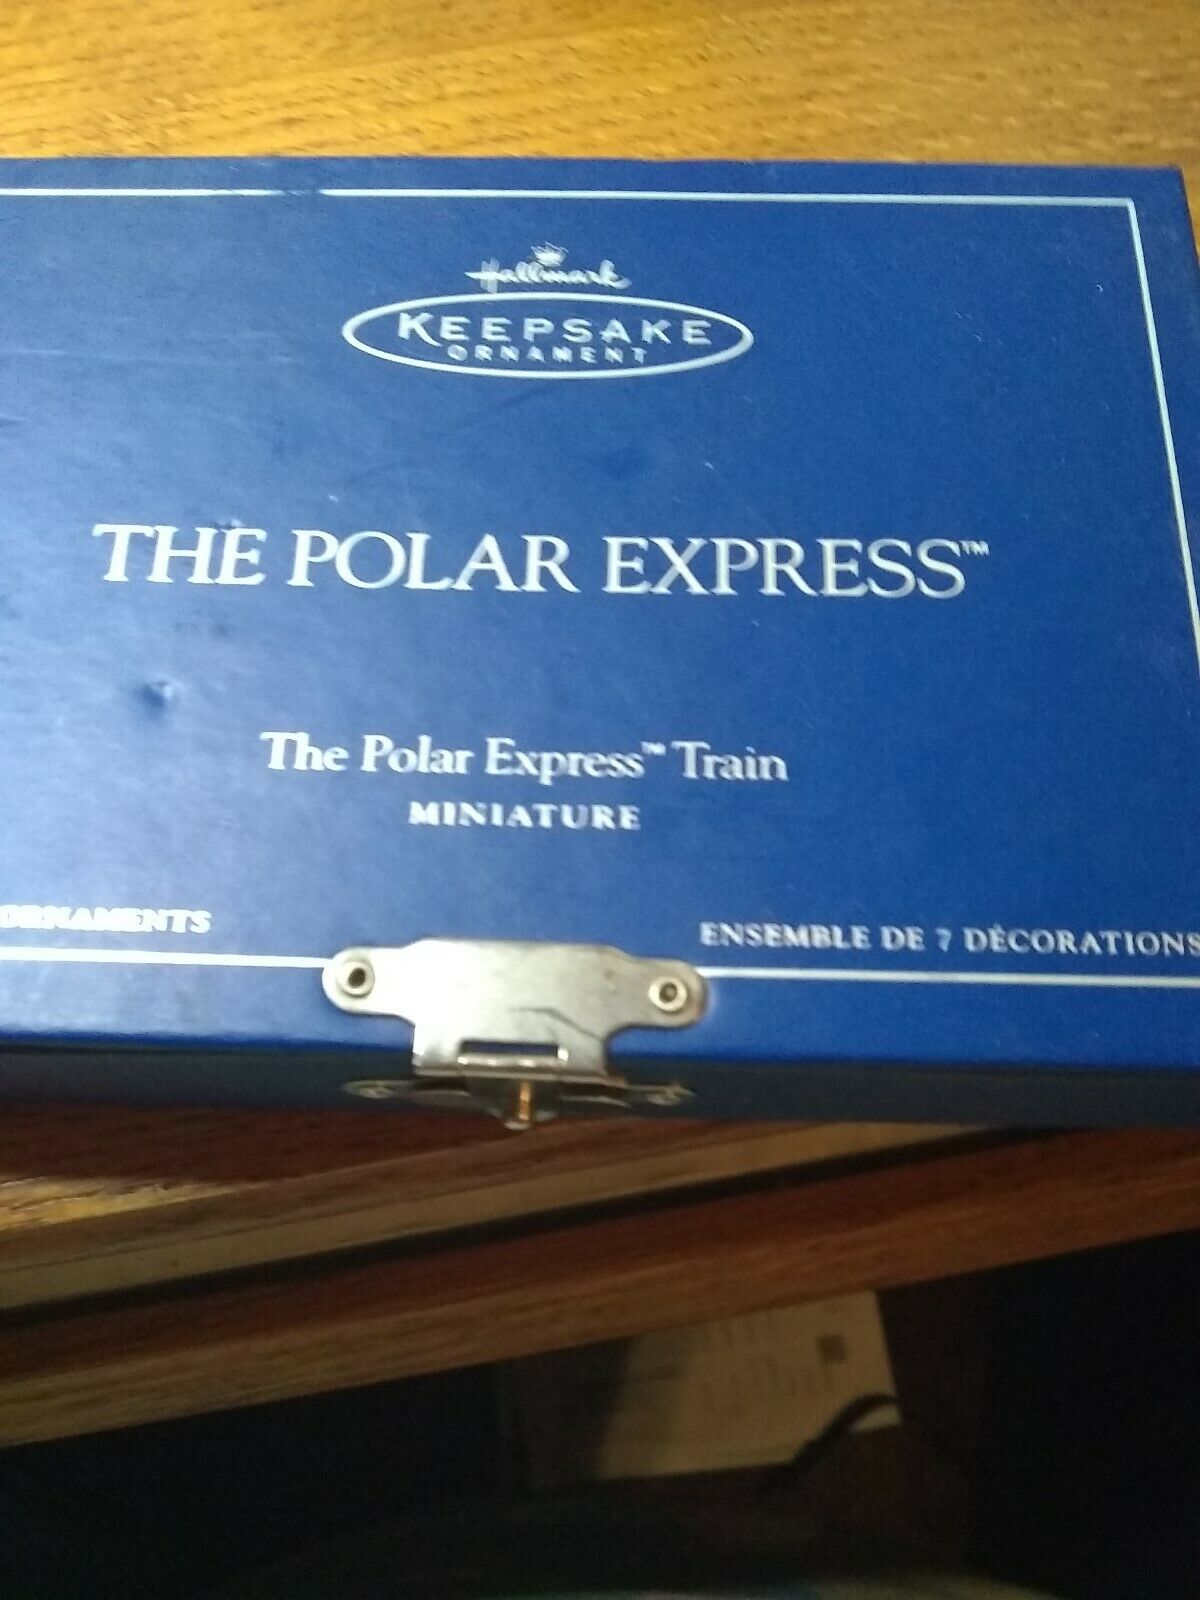 Hallmark
KEEPSAKE
ORNAMENT
THE POLAR EXPRESS™
The Polar Express™ Train
MINIATURE
ORNAMENTS
ENSEMBLE DE 7 DÉCORATIONS